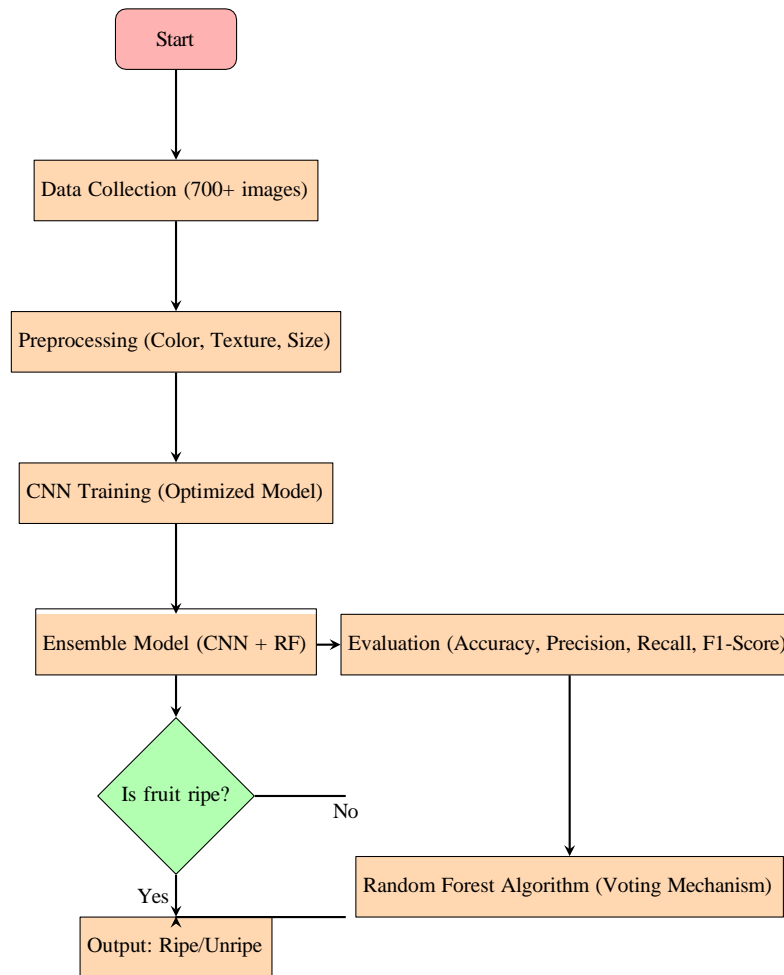 Start
Data Collection (700+ images)
Preprocessing (Color, Texture, Size)
CNN Training (Optimized Model)
Ensemble Model (CNN + RF)
Evaluation (Accuracy, Precision, Recall, F1-Score)
Is fruit ripe?
No
Random Forest Algorithm (Voting Mechanism)
Yes
Output: Ripe/Unripe